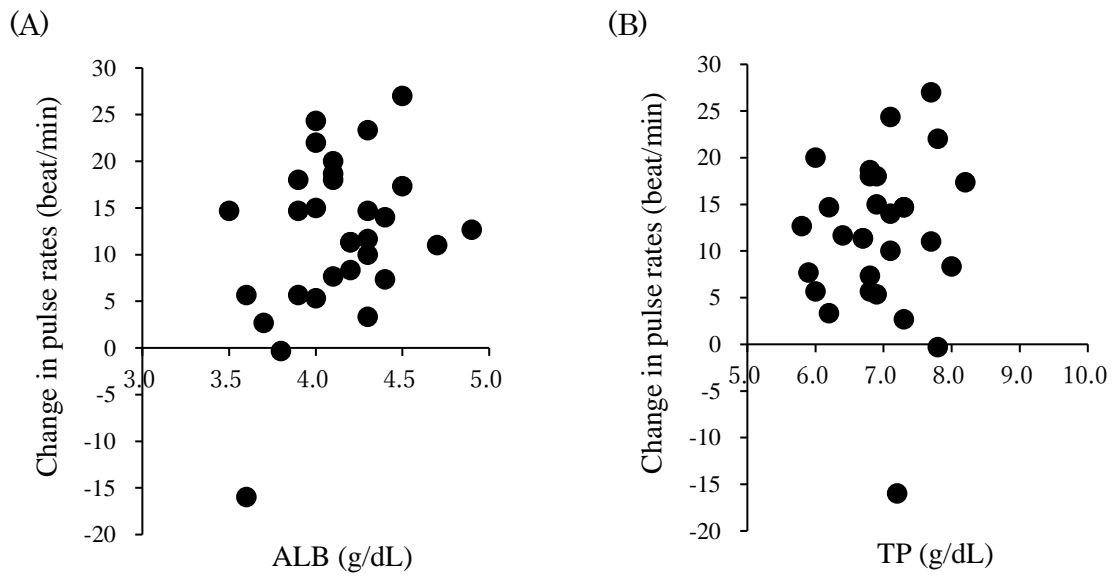 (A)
Change in pulse rates (beat/min)
30
25
20
15
10
5
0
-5
-10
-15
-20
3.0 3.5 4.0 4.5 5.0
ALB (g/dL)
(B)
Change in pulse rates (beat/min)
30
25
20
15
10
5
0
-5
-10
-15
-20
5.0 6.0 7.0 8.0 9.0 10.0
TP (g/dL)